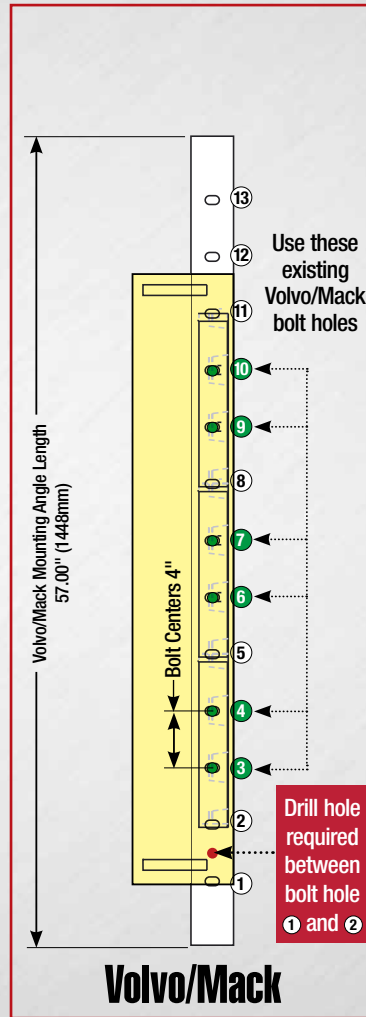 13
12
Use these
existing
Volvo/Mack
bolt holes
11
10
9
8
7
6
5
4
3
2
1
Volvo/Mack Mounting Angle Length
57.00" (1448mm)
Bolt Centers 4"
Drill hole
required
between
bolt hole
1 and 2
Volvo/Mack